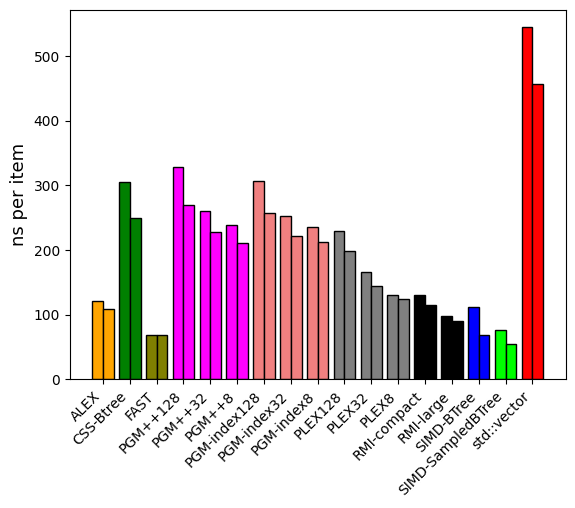 ns per item
500
400
300
200
100
0
ALEX
CSS-Btree
FAST
PGM++128
PGM++32
PGM++8
PGM-index128
PGM-index32
PGM-index8
PLEX128
PLEX32
PLEX8
RMI-compact
RMI-large
SIMD-BTree
SIMD-SampledBTree
std::vector